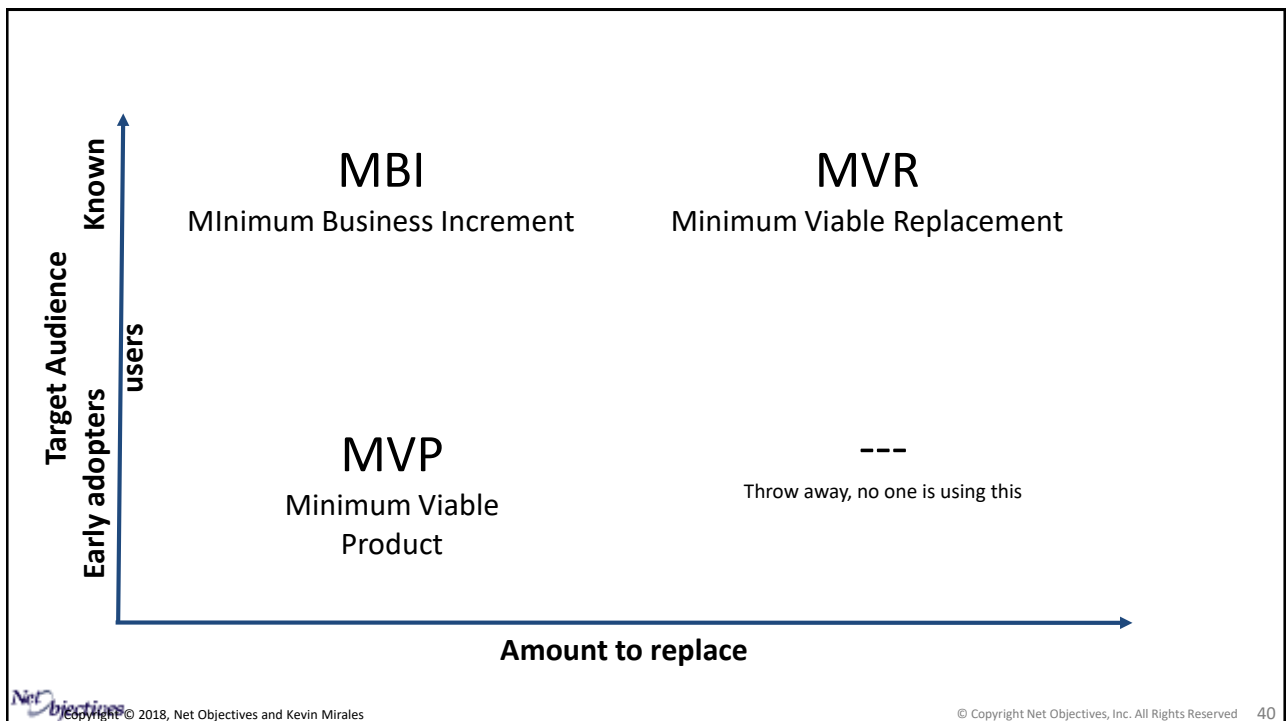 MBI
MInimum Business Increment
MVR
Minimum Viable Replacement
Target Audience
Known
users
Early adopters
MVP
Minimum Viable
Product
---
Throw away, no one is using this
Amount to replace
Net Objectives
Copyright © 2018, Net Objectives and Kevin Mirales
© Copyright Net Objectives, Inc. All Rights Reserved 40